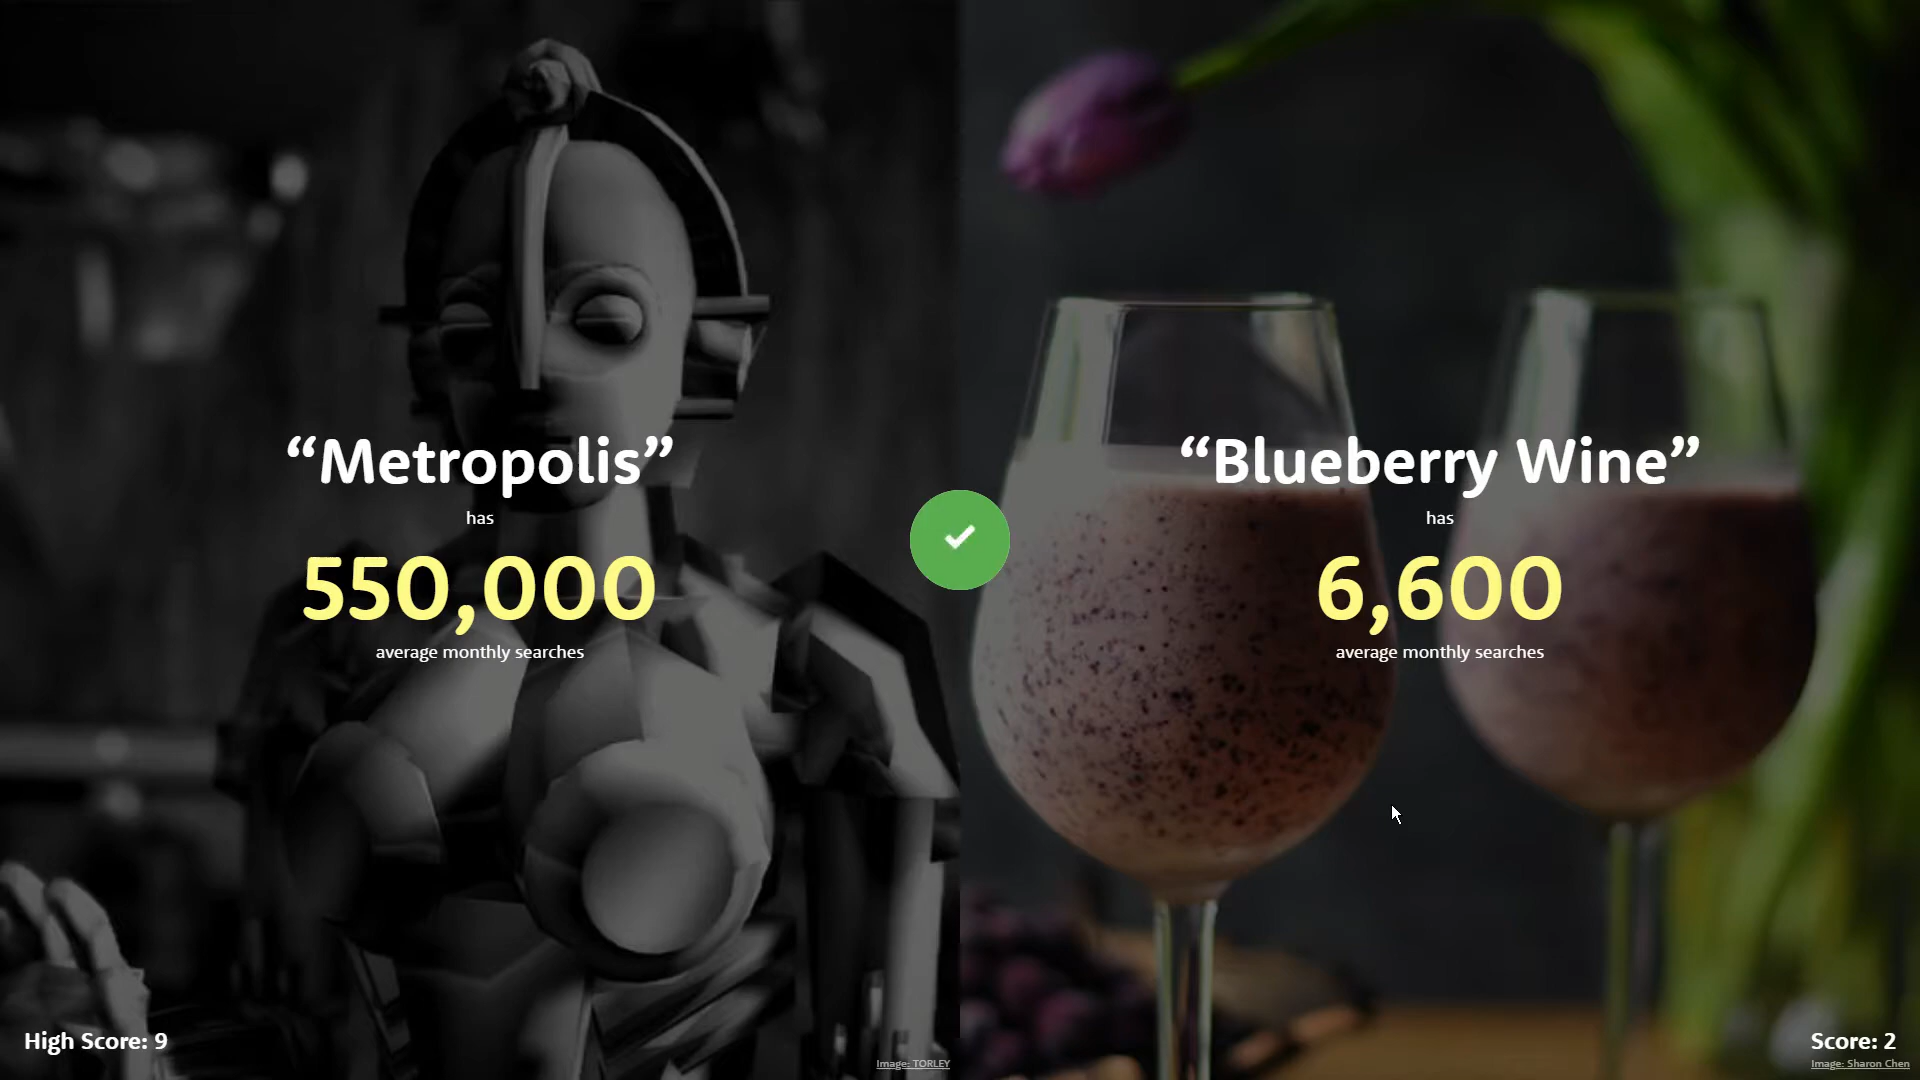 “Metropolis”
has
550,000
average monthly searches
“Blueberry Wine”
has
6,600
average monthly searches
High Score: 9
Image: TORLEY
Score: 2
Image: Sharon Chen